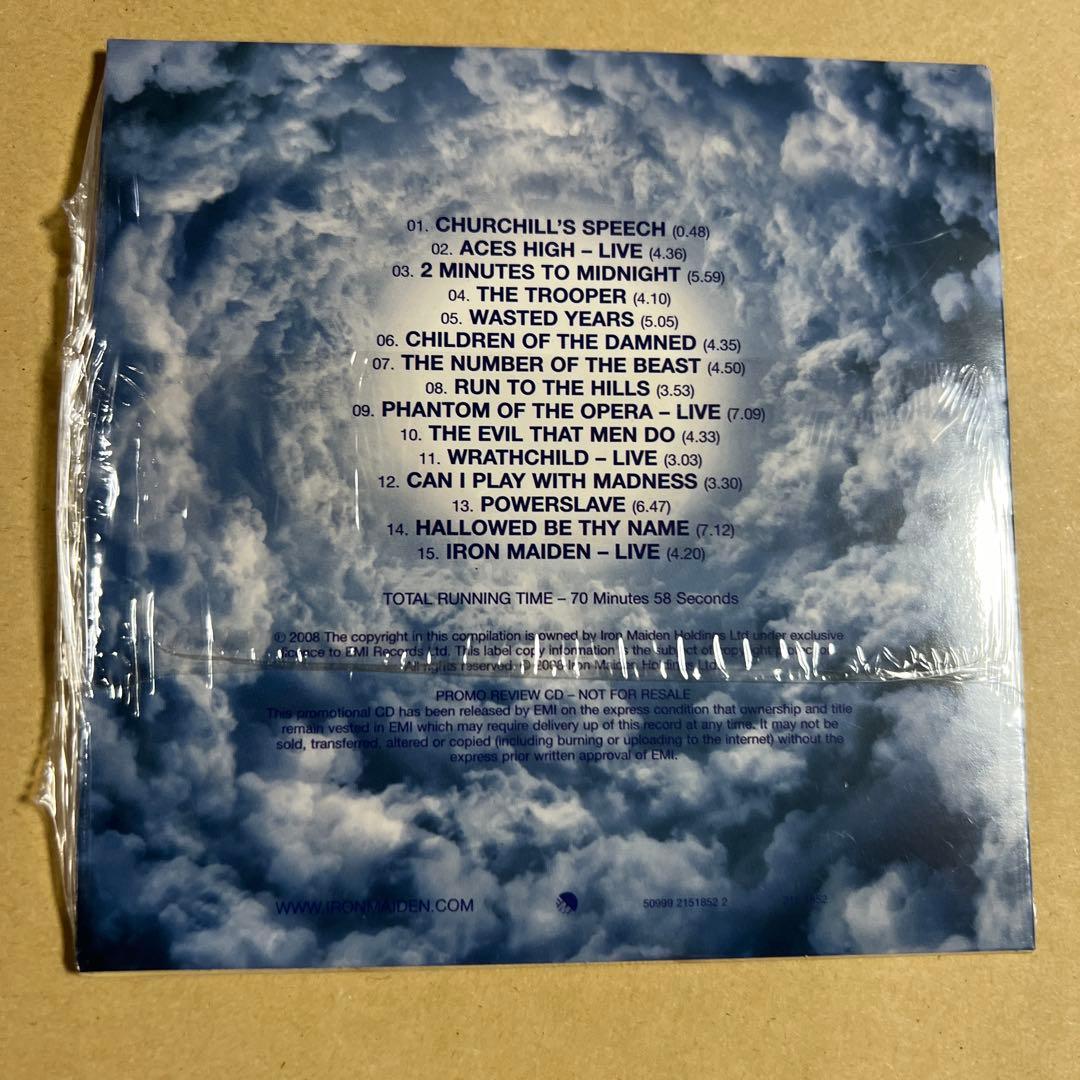 01. CHURCHILL'S SPEECH (0.48)
02. ACES HIGH – LIVE (4.36)
03. 2 MINUTES TO MIDNIGHT (5.59)
04. THE TROOPER (4.10)
05. WASTED YEARS (5.05)
06. CHILDREN OF THE DAMNED (4.35)
07. THE NUMBER OF THE BEAST (4.50)
08. RUN TO THE HILLS (3.53)
09. PHANTOM OF THE OPERA – LIVE (7.09)
10. THE EVIL THAT MEN DO (4.33)
11. WRATHCHILD – LIVE (3.03)
12. CAN I PLAY WITH MADNESS (3.30)
13. POWERSLAVE (6.47)
14. HALLOWED BE THY NAME (7.12)
15. IRON MAIDEN – LIVE (4.20)
TOTAL RUNNING TIME – 70 Minutes 58 Seconds
℗ 2008 The copyright in this compilation is owned by Iron Maiden Holdings Ltd under exclusive
licence to EMI Records Ltd. This label copy information is the subject of copyright protection.
All rights reserved. © 2008 Iron Maiden Holdings Ltd
PROMO REVIEW CD – NOT FOR RESALE
This promotional CD has been released by EMI on the express condition that ownership and title
remain vested in EMI which may require delivery up of this record at any time. It may not be
sold, transferred, altered or copied (including burning or uploading to the internet) without the
express prior written approval of EMI.
WWW.IRONMAIDEN.COM
50999 2151852 2